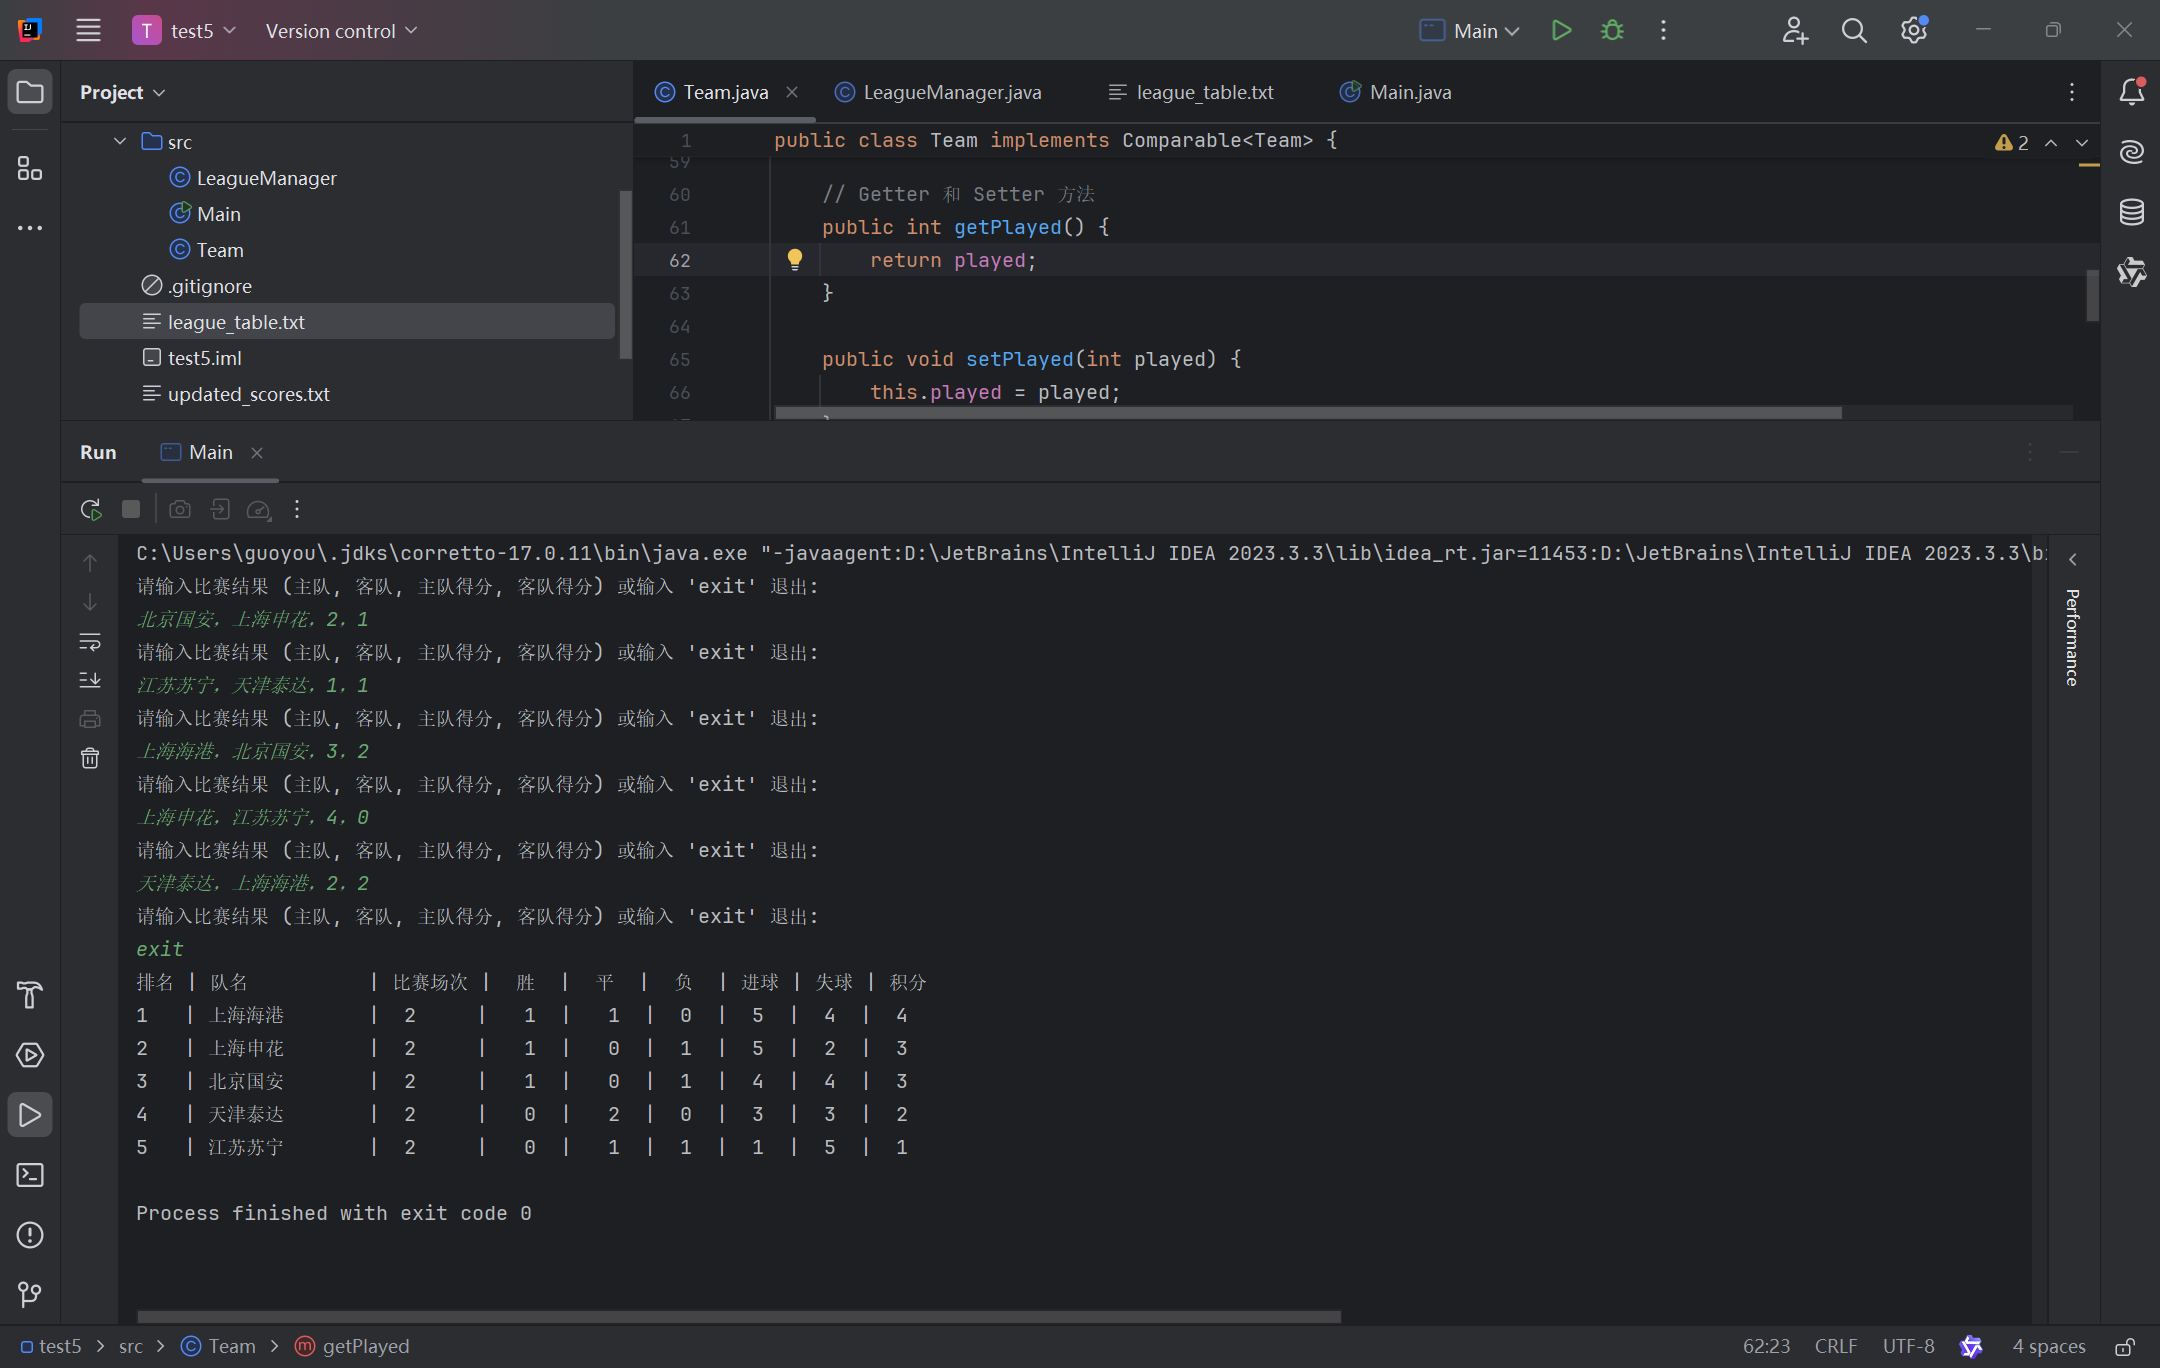 T test5 Version control Main
Project
src
LeagueManager
Main
Team
.gitignore
league_table.txt
test5.iml
updated_scores.txt
Team.java LeagueManager.java league_table.txt Main.java
1 public class Team implements Comparable<Team> { 2
59
60 // Getter 和 Setter 方法
61 public int getPlayed() {
62 return played;
63 }
64
65 public void setPlayed(int played) {
66 this.played = played;
Run Main
C:\Users\guoyou\.jdks\corretto-17.0.11\bin\java.exe "-javaagent:D:\JetBrains\IntelliJ IDEA 2023.3.3\lib\idea_rt.jar=11453:D:\JetBrains\IntelliJ IDEA 2023.3.3\b
请输入比赛结果 (主队, 客队, 主队得分, 客队得分) 或输入 'exit' 退出:
北京国安，上海申花，2，1
请输入比赛结果 (主队, 客队, 主队得分, 客队得分) 或输入 'exit' 退出:
江苏苏宁，天津泰达，1，1
请输入比赛结果 (主队, 客队, 主队得分, 客队得分) 或输入 'exit' 退出:
上海海港，北京国安，3，2
请输入比赛结果 (主队, 客队, 主队得分, 客队得分) 或输入 'exit' 退出:
上海申花，江苏苏宁，4，0
请输入比赛结果 (主队, 客队, 主队得分, 客队得分) 或输入 'exit' 退出:
天津泰达，上海海港，2，2
请输入比赛结果 (主队, 客队, 主队得分, 客队得分) 或输入 'exit' 退出:
exit
排名 | 队名 | 比赛场次 | 胜 | 平 | 负 | 进球 | 失球 | 积分
1 | 上海海港 | 2 | 1 | 1 | 0 | 5 | 4 | 4
2 | 上海申花 | 2 | 1 | 0 | 1 | 5 | 2 | 3
3 | 北京国安 | 2 | 1 | 0 | 1 | 4 | 4 | 3
4 | 天津泰达 | 2 | 0 | 2 | 0 | 3 | 3 | 2
5 | 江苏苏宁 | 2 | 0 | 1 | 1 | 1 | 5 | 1
Process finished with exit code 0
Performance
test5 > src > Team > getPlayed 62:23 CRLF UTF-8 4 spaces